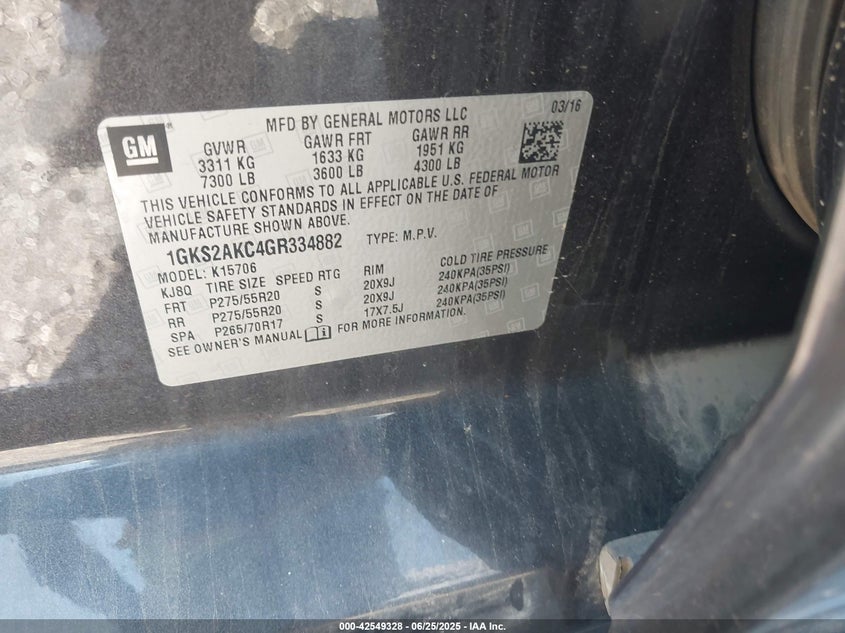 MFD BY GENERAL MOTORS LLC 03/16
GM
GVWR GAWR FRT GAWR RR
3311 KG 1633 KG 1951 KG
7300 LB 3600 LB 4300 LB
THIS VEHICLE CONFORMS TO ALL APPLICABLE U.S. FEDERAL MOTOR
VEHICLE SAFETY STANDARDS IN EFFECT ON THE DATE OF
MANUFACTURE SHOWN ABOVE.
1GKS2AKC4GR334882 TYPE: M.P.V.
MODEL: K15706
KJ8Q TIRE SIZE SPEED RTG RIM COLD TIRE PRESSURE
FRT P275/55R20 S 20X9J 240KPA(35PSI)
RR P275/55R20 S 20X9J 240KPA(35PSI)
SPA P265/70R17 S 17X7.5J 240KPA(35PSI)
SEE OWNER'S MANUAL FOR MORE INFORMATION.
000-42549328 - 06/25/2025 - IAA Inc.